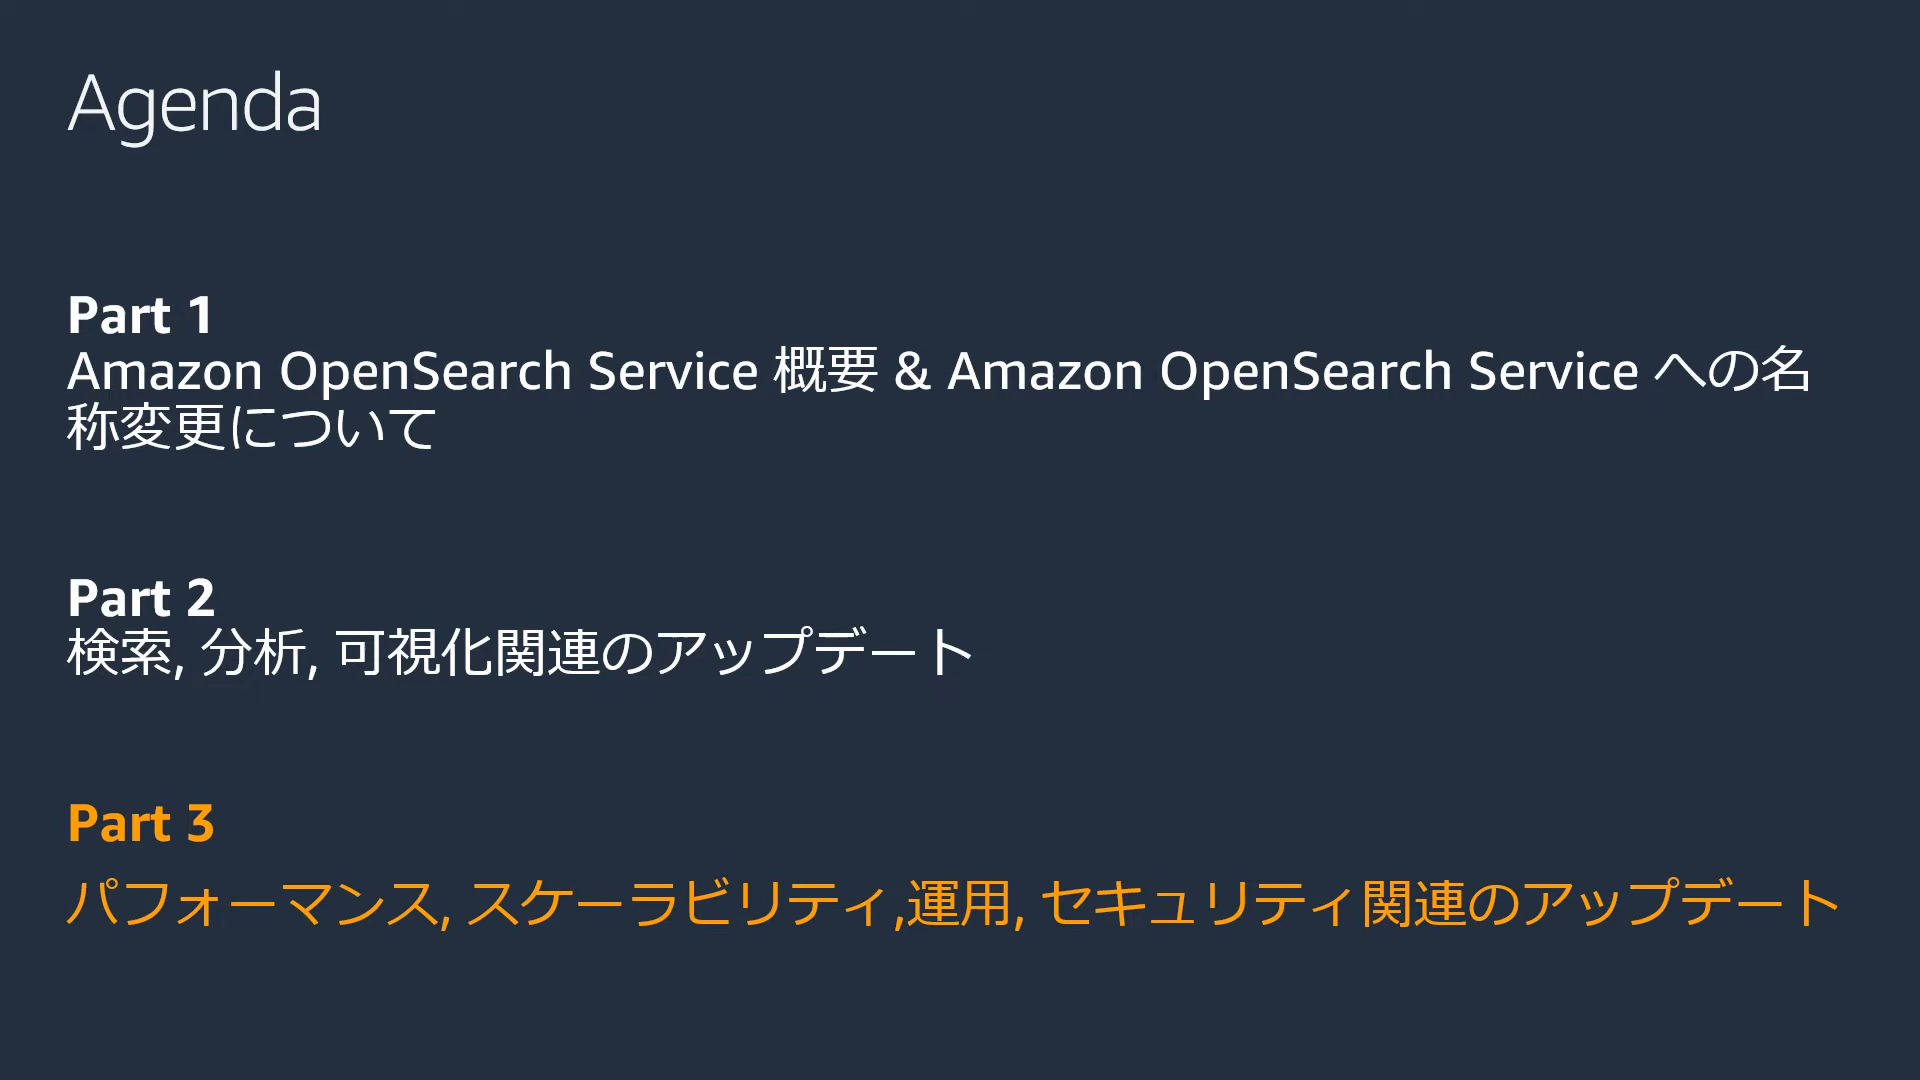 Agenda
Part 1
Amazon OpenSearch Service 概要 & Amazon OpenSearch Service への名
称変更について
Part 2
検索, 分析, 可視化関連のアップデート
Part 3
パフォーマンス, スケーラビリティ,運用, セキュリティ関連のアップデート